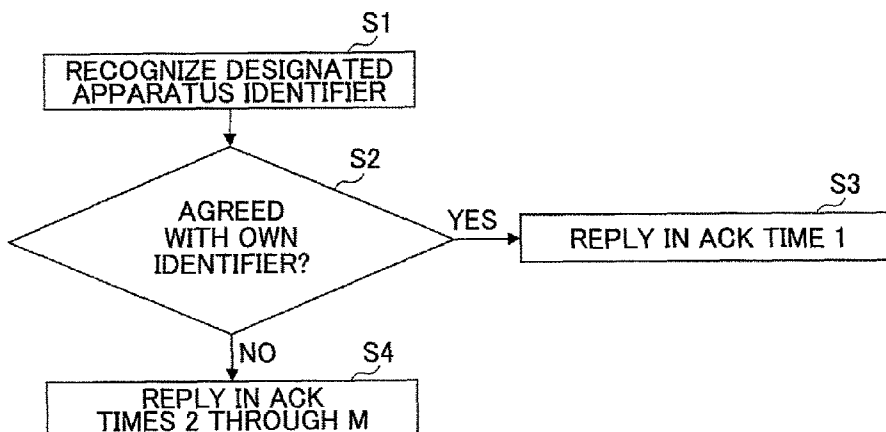 S1
RECOGNIZE DESIGNATED
APPARATUS IDENTIFIER
S2
AGREED
WITH OWN
IDENTIFIER?
YES
S3
REPLY IN ACK TIME 1
NO
S4
REPLY IN ACK
TIMES 2 THROUGH M